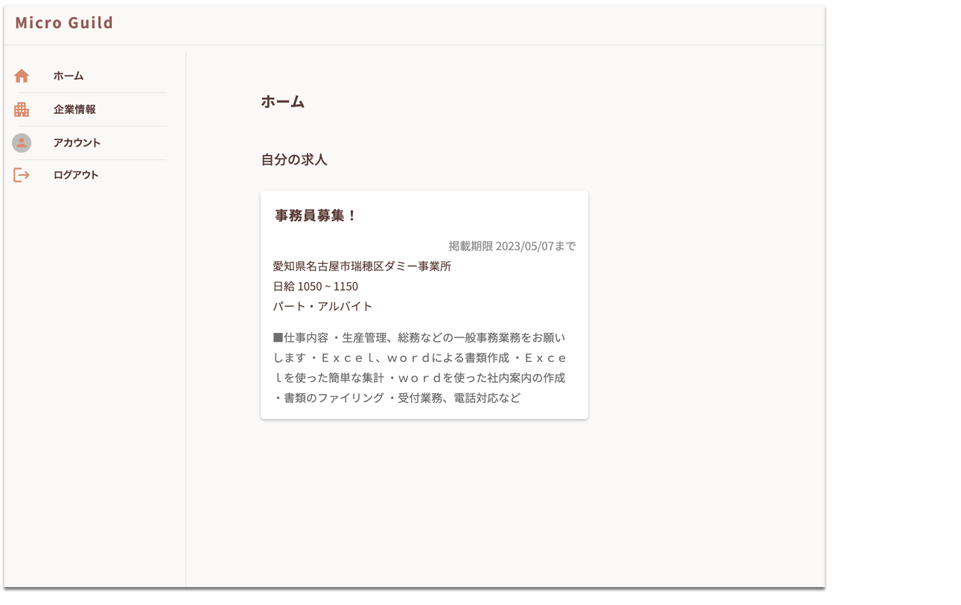 Micro Guild
ホーム
企業情報
アカウント
ログアウト
ホーム
自分の求人
事務員募集！
掲載期限 2023/05/07まで
愛知県名古屋市瑞穂区ダミー事業所
日給 1050 ~ 1150
パート・アルバイト
■仕事内容 ・生産管理、総務などの一般事務業務をお願い
します ・Ｅｘｃｅｌ、ｗｏｒｄによる書類作成 ・Ｅｘｃｅ
ｌを使った簡単な集計 ・ｗｏｒｄを使った社内案内の作成
・書類のファイリング ・受付業務、電話対応など